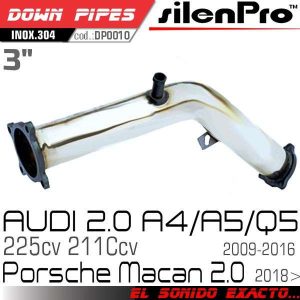 DOWN PIPES
silenPro®
INOX.304
cod.:DP0010
3"
AUDI 2.0 A4/A5/Q5
225cv 211Ccv
2009-2016
Porsche Macan 2.0 2018>
EL SONIDO EXACTO...